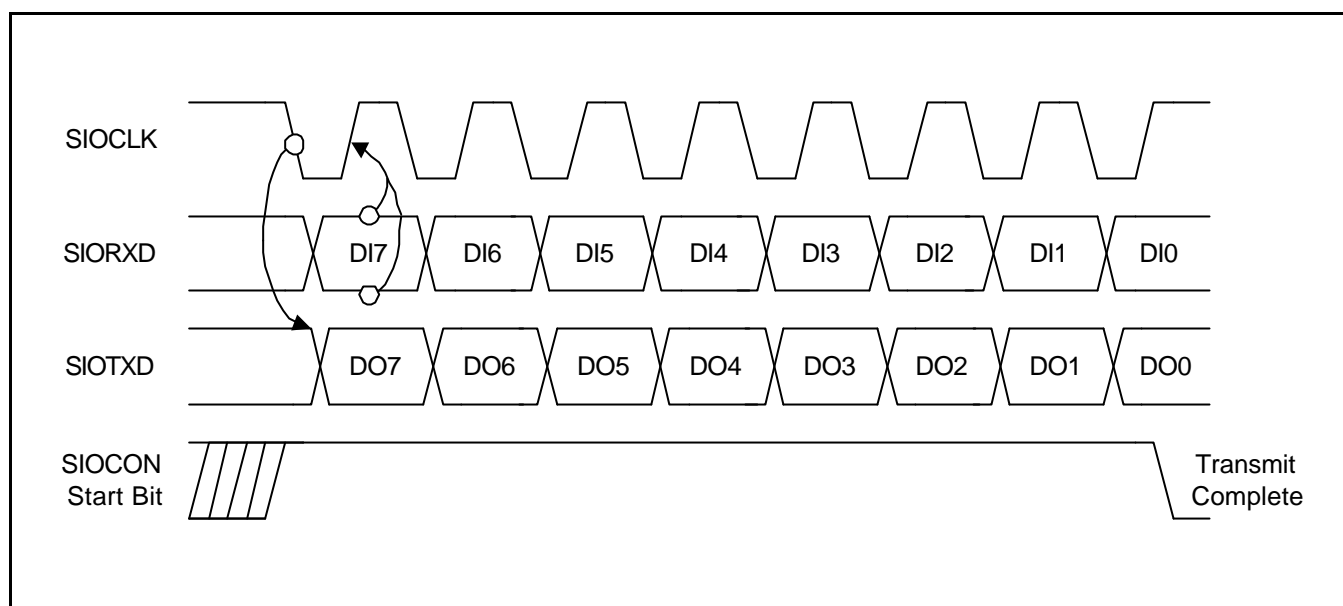 SIOCLK
SIORXD
DI7 DI6 DI5 DI4 DI3 DI2 DI1 DI0
SIOTXD
DO7 DO6 DO5 DO4 DO3 DO2 DO1 DO0
SIOCON
Start Bit
Transmit
Complete